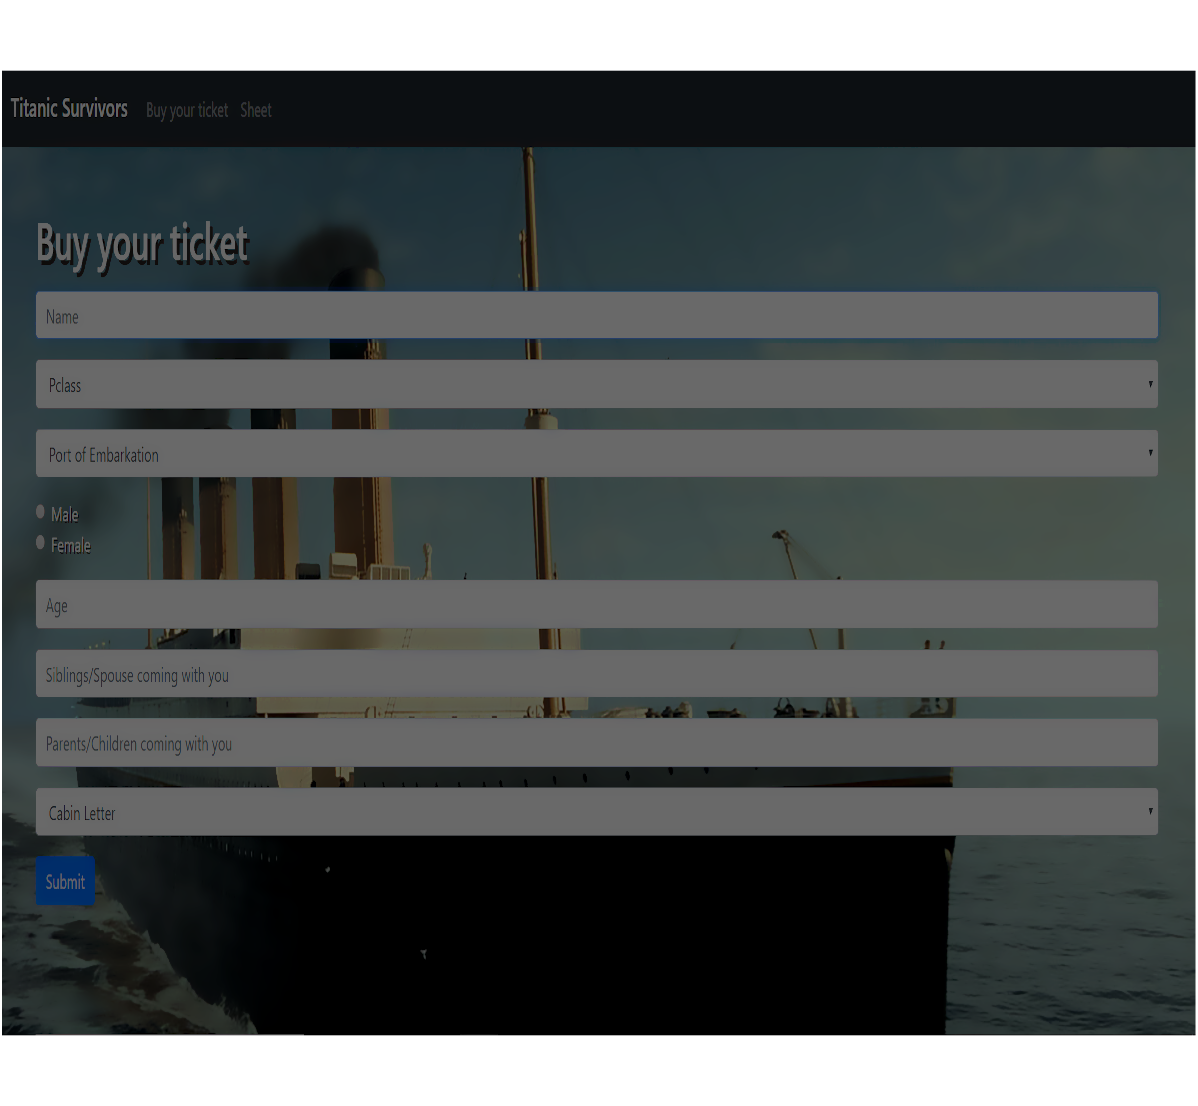 Titanic Survivors Buy your ticket Sheet
Buy your ticket
Name
Pclass
Port of Embarkation
Male
Female
Age
Siblings/Spouse coming with you
Parents/Children coming with you
Cabin Letter
Submit